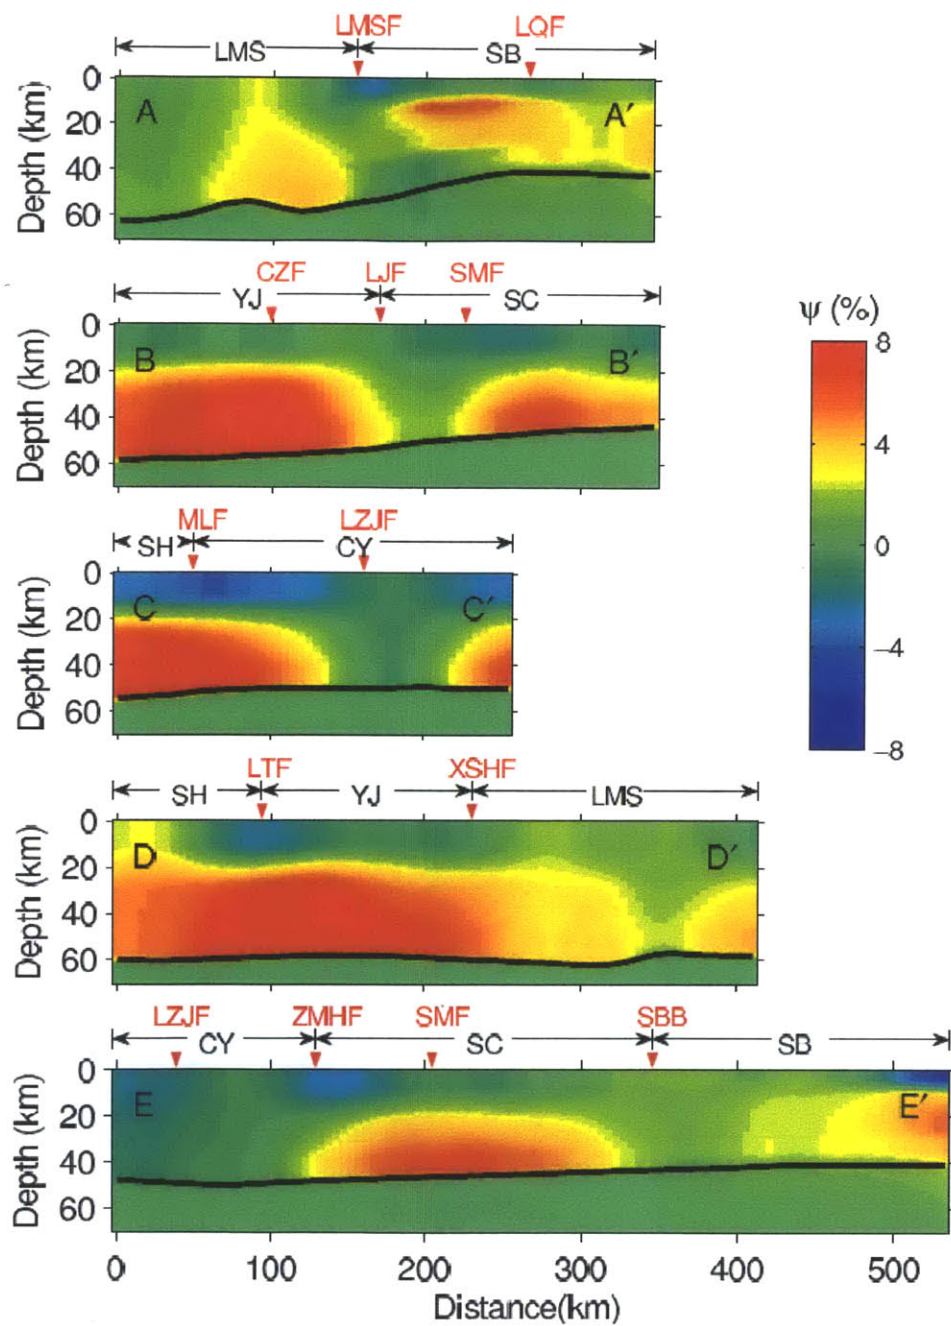 LMSF LQF
LMS SB
0
20
40
60
Depth (km)
A A′
CZF LJF SMF
YJ SC
0
20
40
60
Depth (km)
B B′
ψ (%)
8
4
0
−4
−8
MLF LZJF
SH CY
0
20
40
60
Depth (km)
C C′
LTF XSHF
SH YJ LMS
0
20
40
60
Depth (km)
D D′
LZJF ZMHF SMF SBB
CY SC SB
0
20
40
60
Depth (km)
E E′
0 100 200 300 400 500
Distance(km)